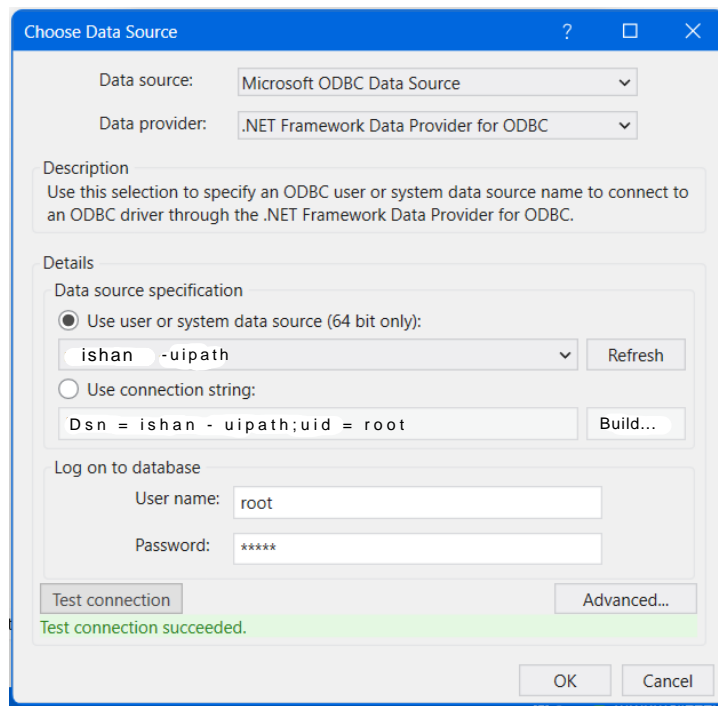 Choose Data Source ?
Data source: Microsoft ODBC Data Source
Data provider: .NET Framework Data Provider for ODBC
Description
Use this selection to specify an ODBC user or system data source name to connect to
an ODBC driver through the .NET Framework Data Provider for ODBC.
Details
Data source specification
Use user or system data source (64 bit only):
ishan -uipath Refresh
Use connection string:
Dsn = ishan - uipath;uid = root Build...
Log on to database
User name: root
Password: *****
Test connection Advanced...
Test connection succeeded.
OK Cancel